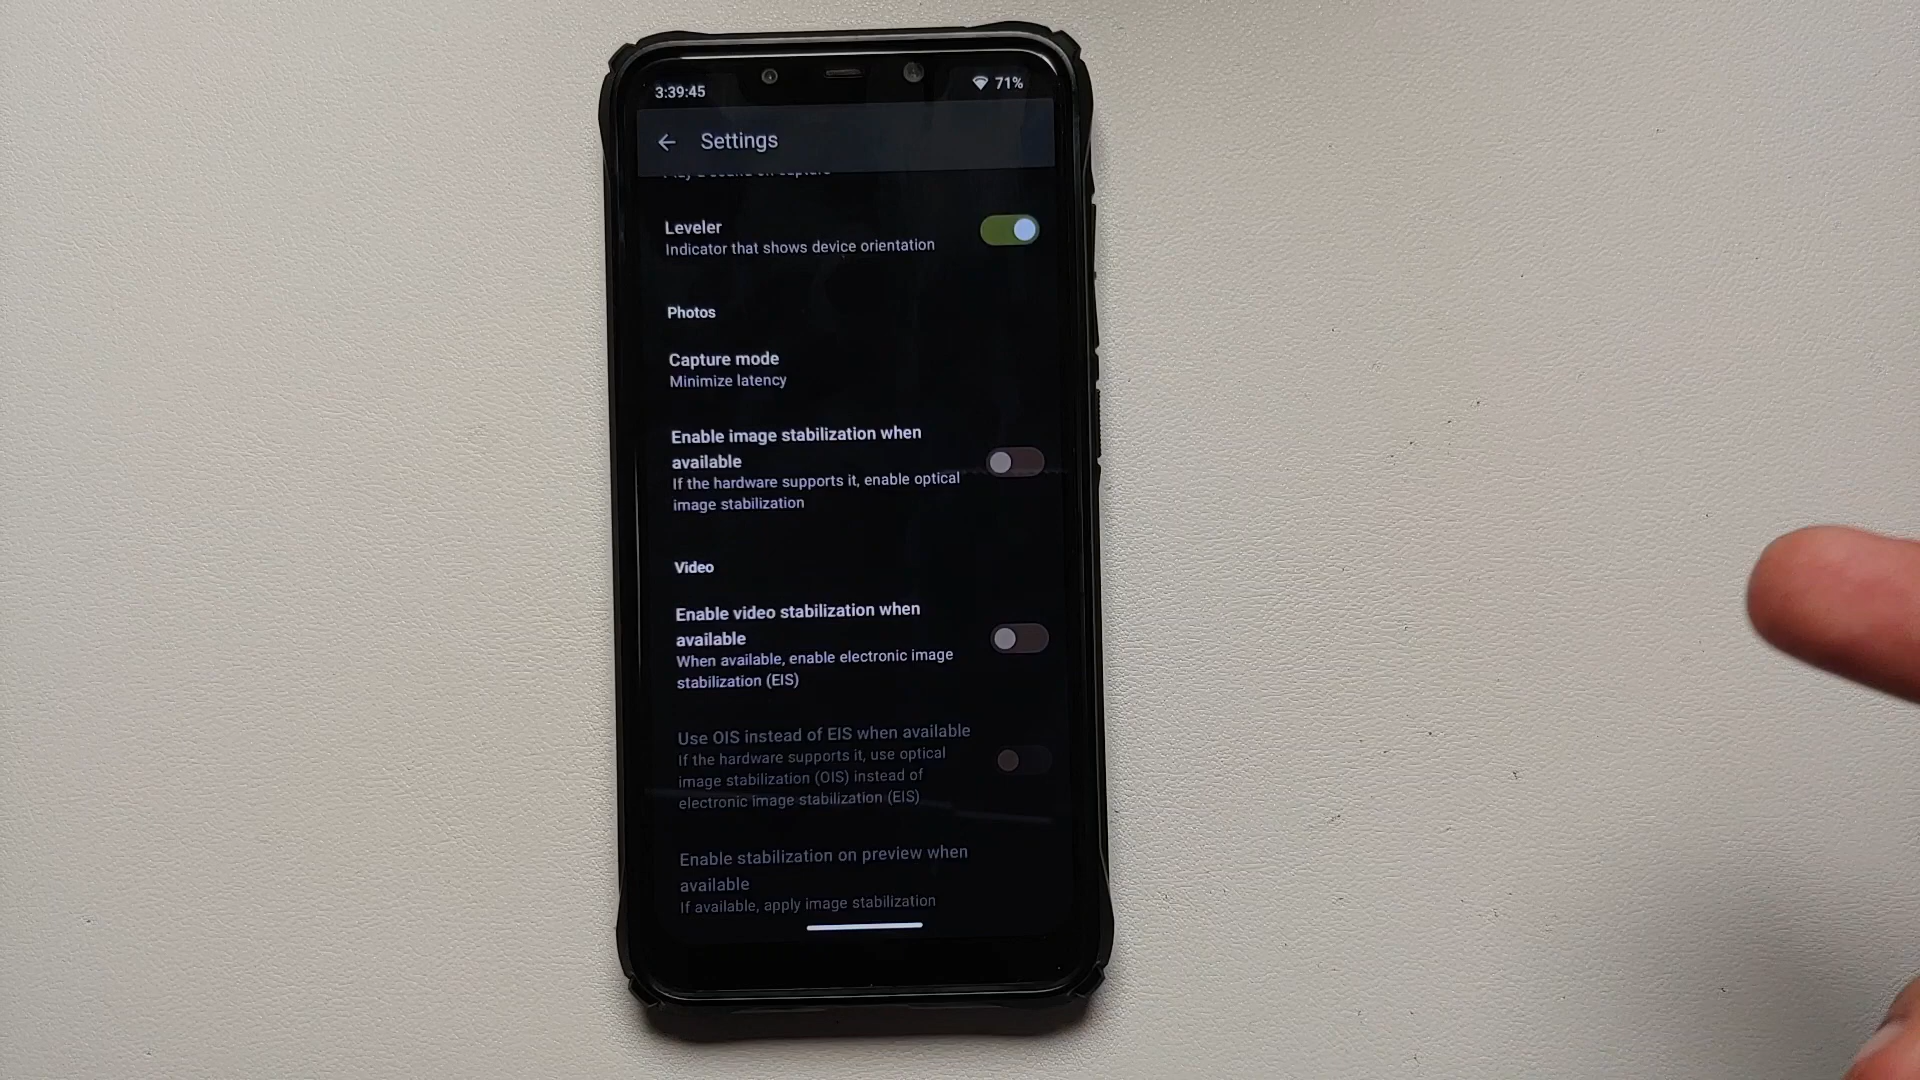 3:39:45
71%
Settings
Play a sound on capture
Leveler
Indicator that shows device orientation
Photos
Capture mode
Minimize latency
Enable image stabilization when
available
If the hardware supports it, enable optical
image stabilization
Video
Enable video stabilization when
available
When available, enable electronic image
stabilization (EIS)
Use OIS instead of EIS when available
If the hardware supports it, use optical
image stabilization (OIS) instead of
electronic image stabilization (EIS)
Enable stabilization on preview when
available
If available, apply image stabilization